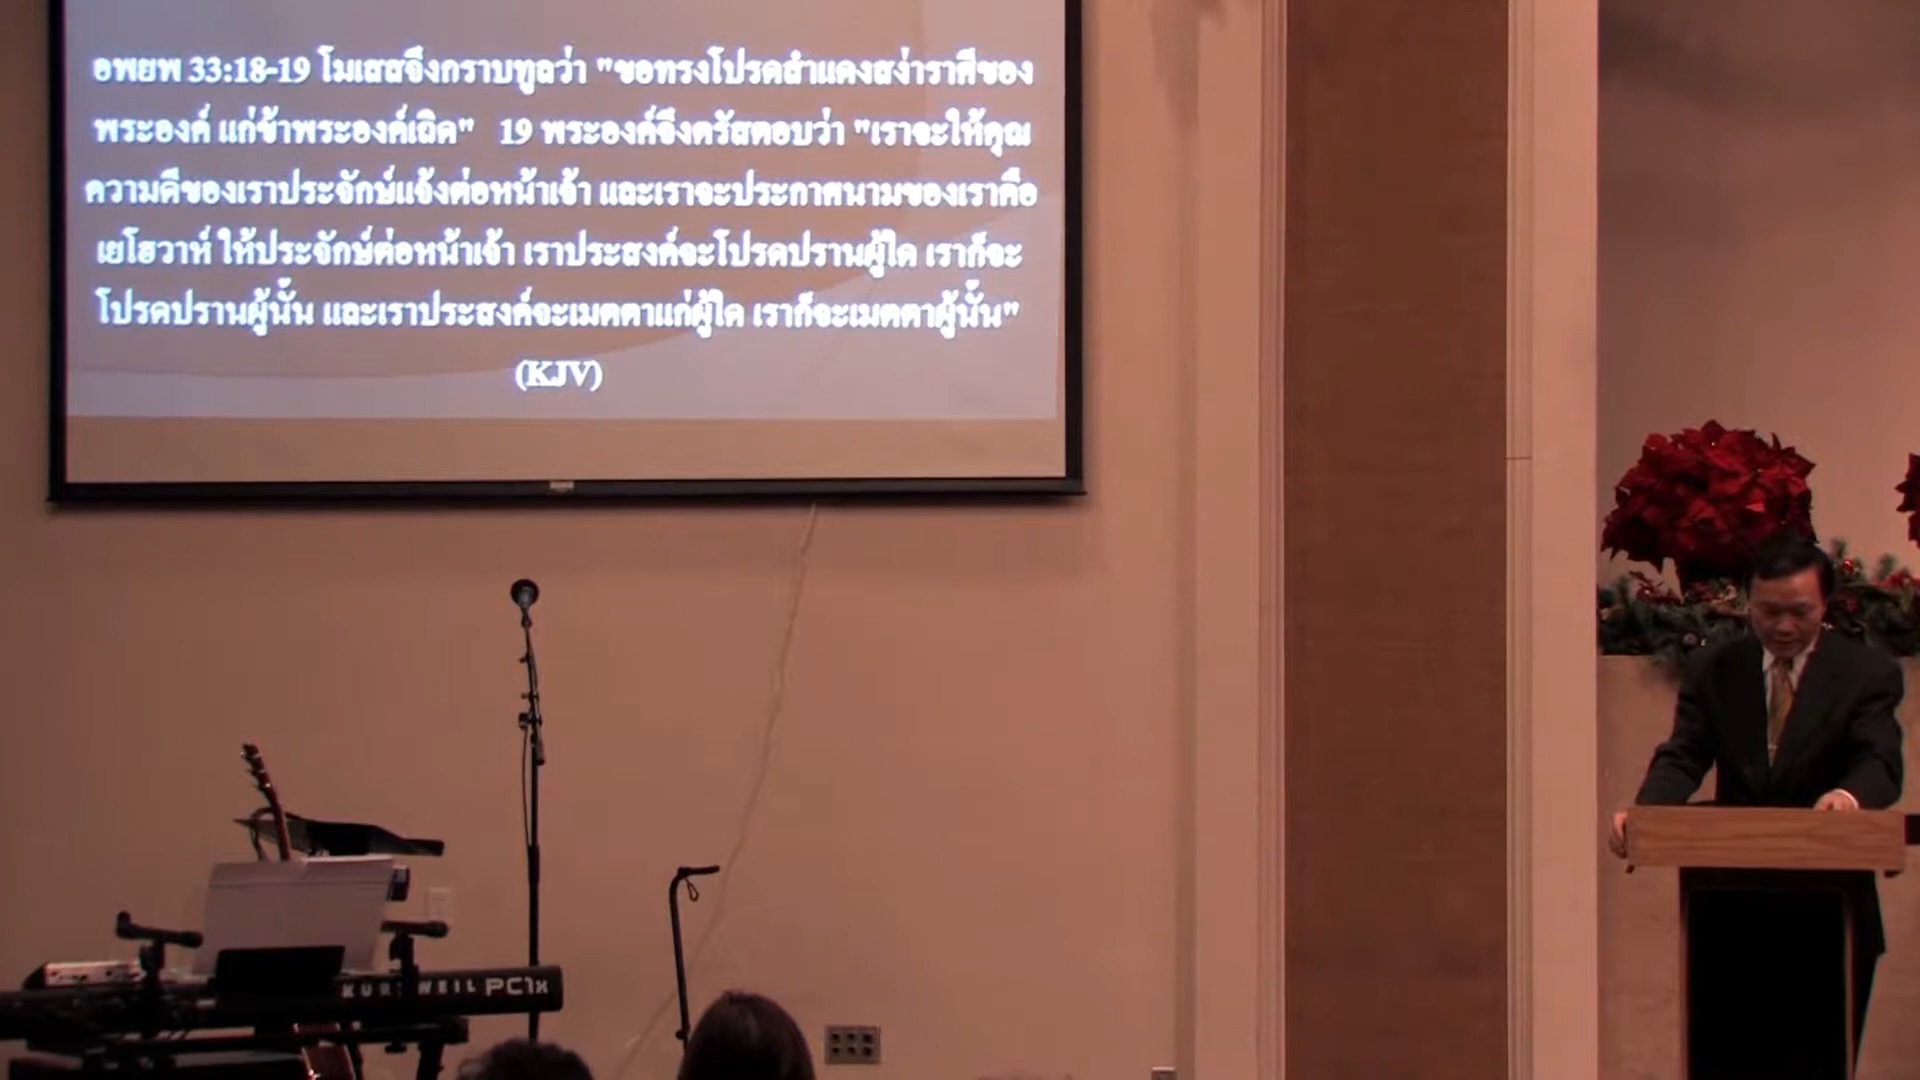 อพยพ 33:18-19 โมเสสจึงกราบทูลว่า "ขอทรงโปรดสำแดงสง่าราศีของ
พระองค์ แก่ข้าพระองค์เถิด" 19 พระองค์จึงตรัสตอบว่า "เราจะให้คุณ
ความดีของเราประจักษ์แจ้งต่อหน้าเจ้า และเราจะประกาศนามของเราคือ
เยโฮวาห์ ให้ประจักษ์ต่อหน้าเจ้า เราประสงค์จะโปรดปรานผู้ใด เราก็จะ
โปรดปรานผู้นั้น และเราประสงค์จะเมตตาแก่ผู้ใด เราก็จะเมตตาผู้นั้น"
(KJV)
KURZWEIL PC1x